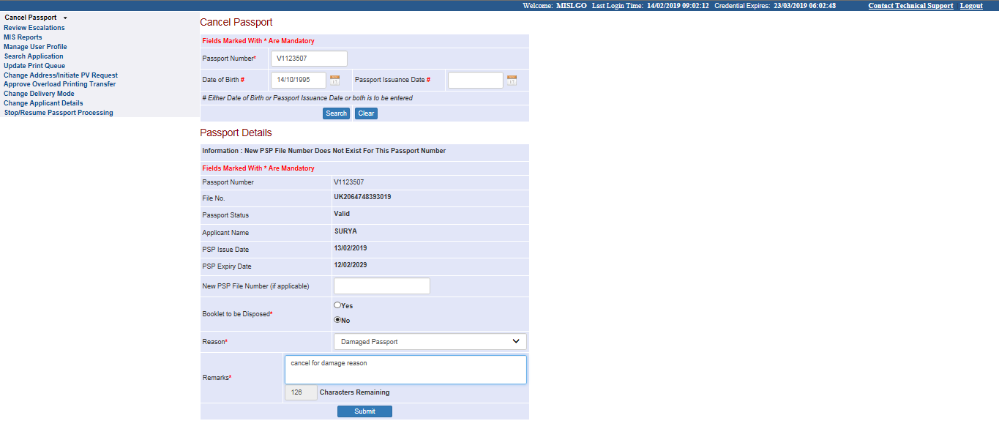 Welcome: MISLGO Last Login Time: 14/02/2019 09:02:12 Credential Expires: 23/03/2019 06:02:48 Contact Technical Support Logout
Cancel Passport
Review Escalations
MIS Reports
Manage User Profile
Search Application
Update Print Queue
Change Address/Initiate PV Request
Approve Overload Printing Transfer
Change Delivery Mode
Change Applicant Details
Stop/Resume Passport Processing
Cancel Passport
Fields Marked With * Are Mandatory
Passport Number* V1123507
Date of Birth # 14/10/1995 Passport Issuance Date #
# Either Date of Birth or Passport Issuance Date or both is to be entered
Search Clear
Passport Details
Information : New PSP File Number Does Not Exist For This Passport Number
Fields Marked With * Are Mandatory
Passport Number V1123507
File No. UK2064748393019
Passport Status Valid
Applicant Name SURYA
PSP Issue Date 13/02/2019
PSP Expiry Date 12/02/2029
New PSP File Number (if applicable)
Booklet to be Disposed* Yes
No
Reason* Damaged Passport
Remarks* cancel for damage reason
126 Characters Remaining
Submit